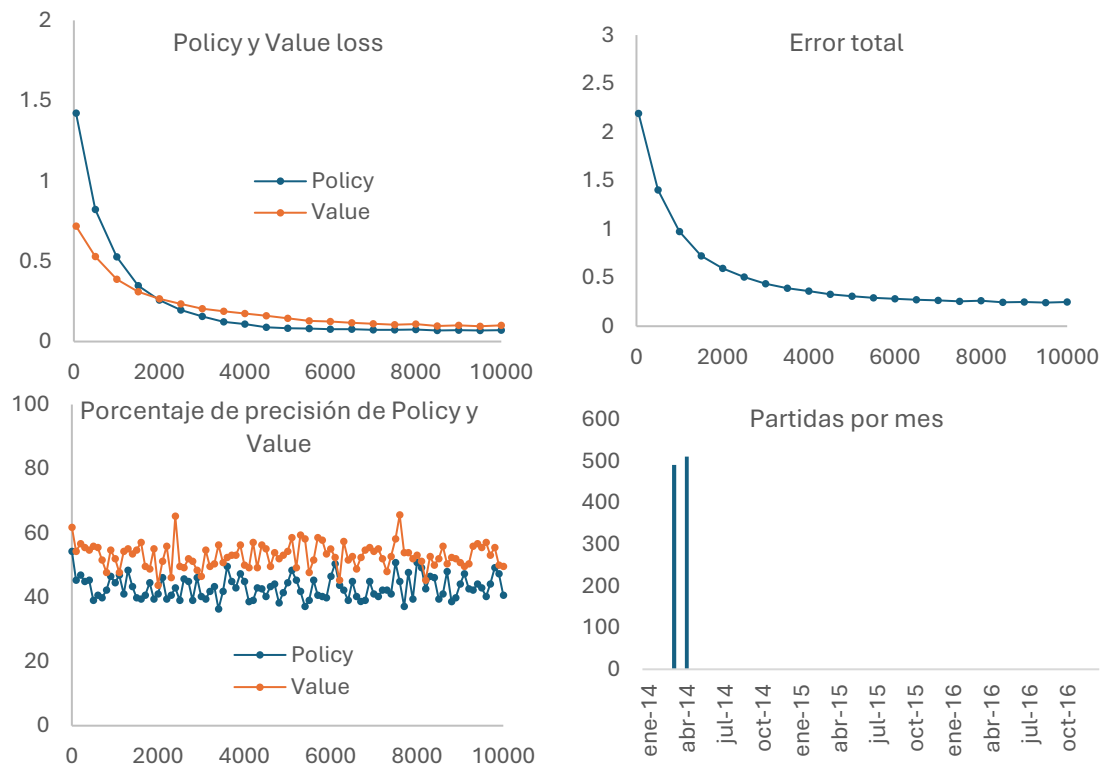 Policy y Value loss
2
1.5
1
0.5
0
0 2000 4000 6000 8000 10000
Policy
Value
Error total
3
2.5
2
1.5
1
0.5
0
0 2000 4000 6000 8000 10000
Porcentaje de precisión de Policy y
Value
100
80
60
40
20
0
0 2000 4000 6000 8000 10000
Policy
Value
Partidas por mes
600
500
400
300
200
100
0
ene-14
abr-14
jul-14
oct-14
ene-15
abr-15
jul-15
oct-15
ene-16
abr-16
jul-16
oct-16